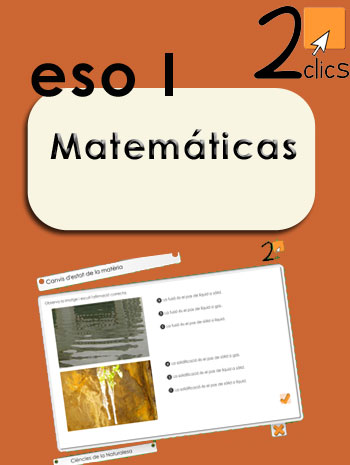 2
clics
eso I
Matemáticas
2
Canvis d'estat de la matèria
Observa la imatge i escull l'afirmació correcta.
La fusió és el pas de líquid a sòlid.
La fusió és el pas de líquid a gas.
La fusió és el pas de sòlid a líquid.
La solidificació és el pas de sòlid a gas.
La solidificació és el pas de líquid a sòlid.
La solidificació és el pas de sòlid a líquid.
Ciències de la Naturalesa